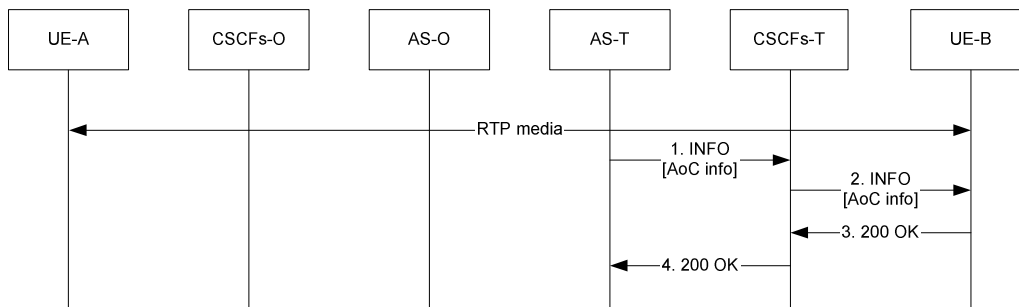 UE-A
CSCFs-O
AS-O
AS-T
CSCFs-T
UE-B
RTP media
1. INFO
[AoC info]
2. INFO
[AoC info]
3. 200 OK
4. 200 OK